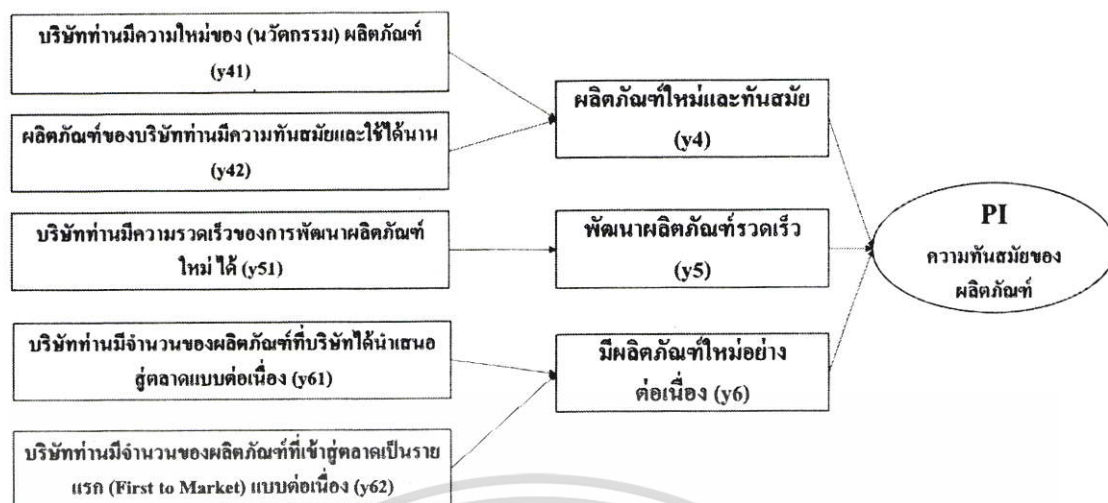 บริษัทท่านมีความใหม่ของ (นวัตกรรม) ผลิตภัณฑ์
(y41)
ผลิตภัณฑ์ของบริษัทท่านมีความทันสมัยและใช้ได้นาน
(y42)
บริษัทท่านมีความรวดเร็วของการพัฒนาผลิตภัณฑ์
ใหม่ ได้ (y51)
บริษัทท่านมีจำนวนของผลิตภัณฑ์ที่บริษัทได้นำเสนอ
สู่ตลาดแบบต่อเนื่อง (y61)
บริษัทท่านมีจำนวนของผลิตภัณฑ์ที่เข้าสู่ตลาดเป็นราย
แรก (First to Market) แบบต่อเนื่อง (y62)
ผลิตภัณฑ์ใหม่และทันสมัย
(y4)
พัฒนาผลิตภัณฑ์รวดเร็ว
(y5)
มีผลิตภัณฑ์ใหม่อย่าง
ต่อเนื่อง (y6)
PI
ความทันสมัยของ
ผลิตภัณฑ์